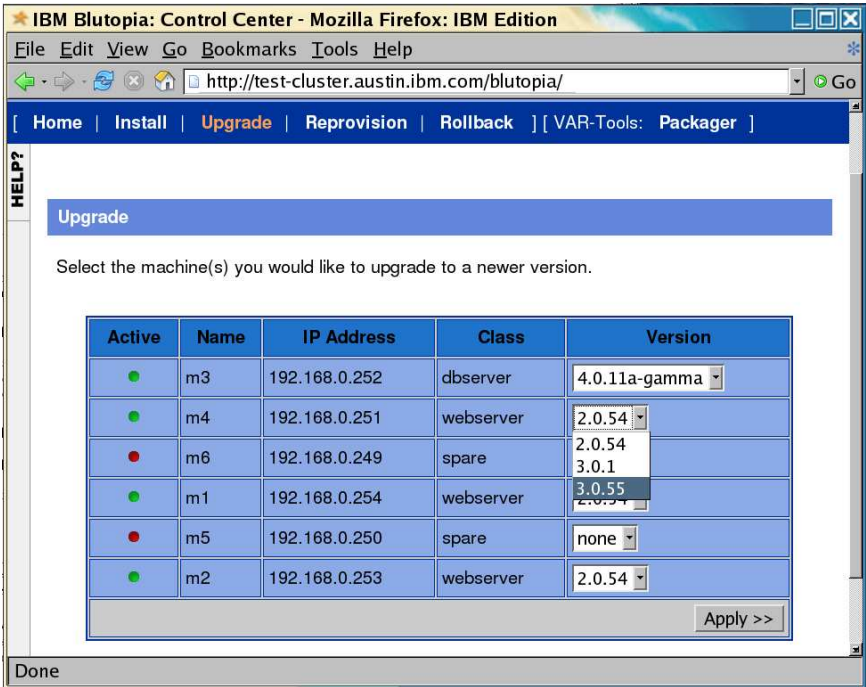 IBM Blutopia: Control Center - Mozilla Firefox: IBM Edition
File Edit View Go Bookmarks Tools Help
http://test-cluster.austin.ibm.com/blutopia/ Go
[ Home | Install | Upgrade | Reprovision | Rollback ] [ VAR-Tools: Packager ]
HELP?
Upgrade
Select the machine(s) you would like to upgrade to a newer version.
Active Name IP Address Class Version
m3 192.168.0.252 dbserver 4.0.11a-gamma
m4 192.168.0.251 webserver 2.0.54
2.0.54
3.0.1
3.0.55
m6 192.168.0.249 spare
m1 192.168.0.254 webserver 2.0.54
m5 192.168.0.250 spare none
m2 192.168.0.253 webserver 2.0.54
Apply >>
Done